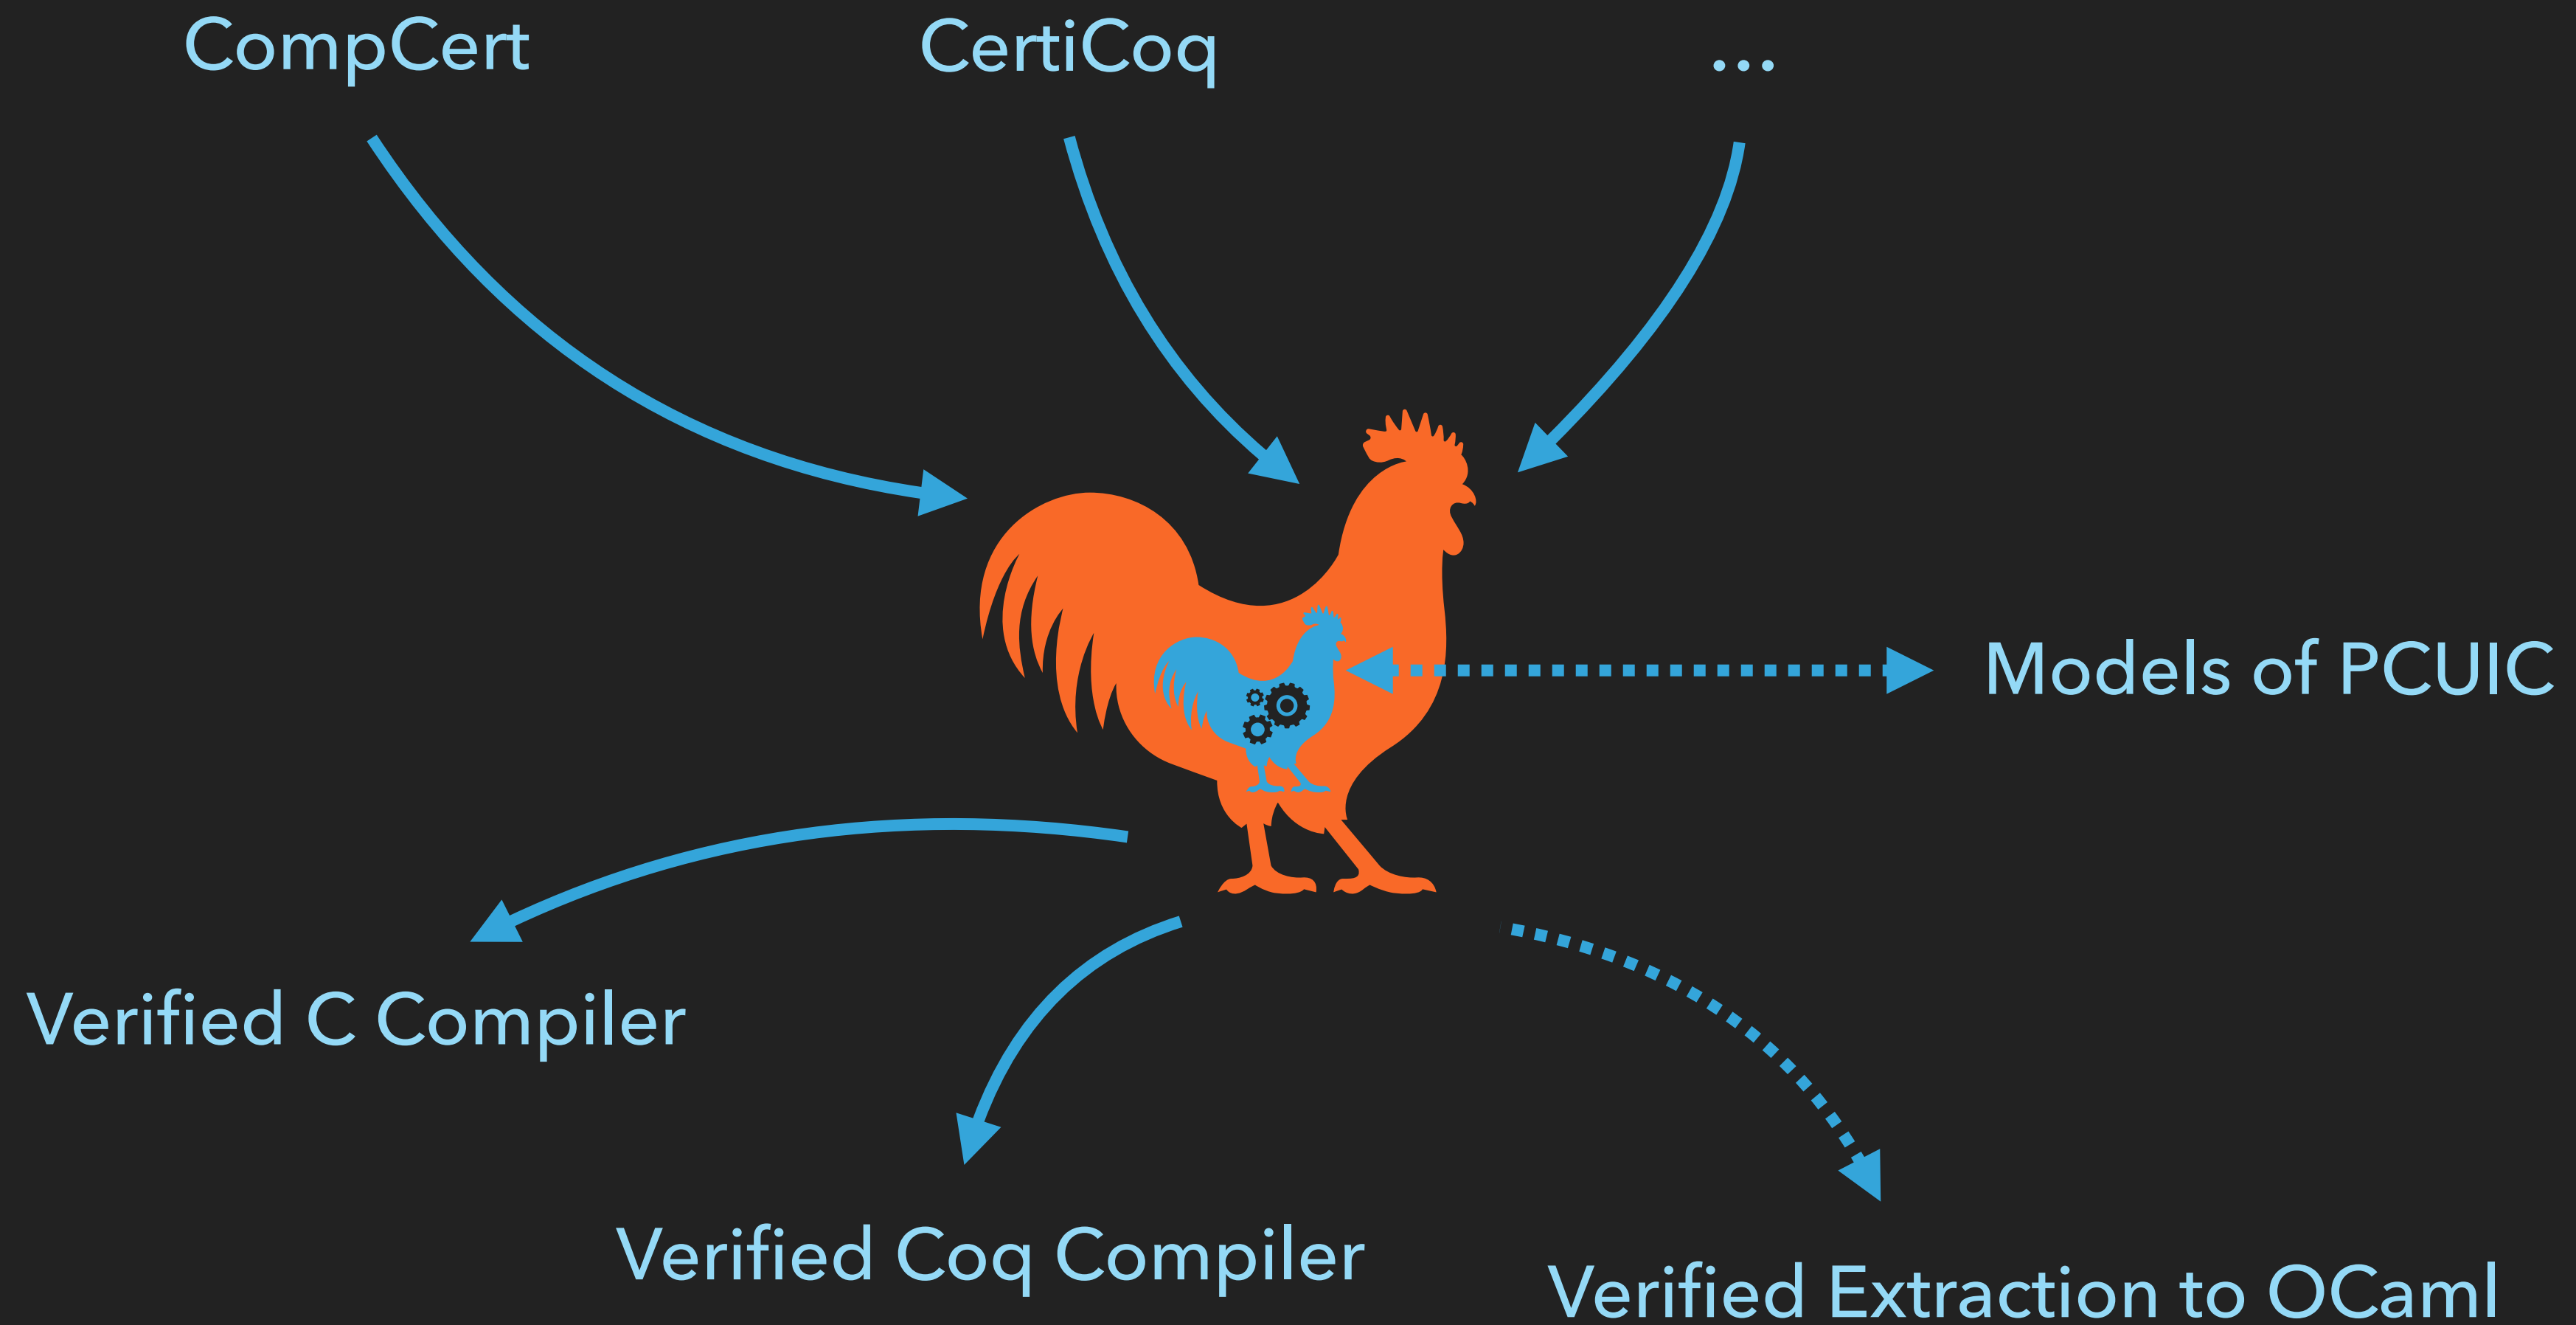 CompCert
CertiCoq
...
Models of PCUIC
Verified C Compiler
Verified Coq Compiler
Verified Extraction to OCaml